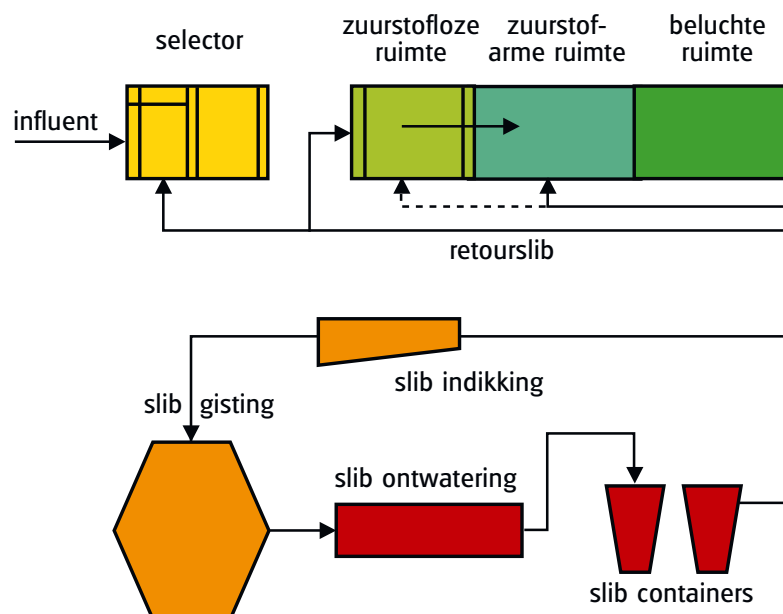 selector
zuurstofloze
ruimte
zuurstof-
arme ruimte
beluchte
ruimte
influent
retourslib
slib indikking
slib gisting
slib ontwatering
slib containers